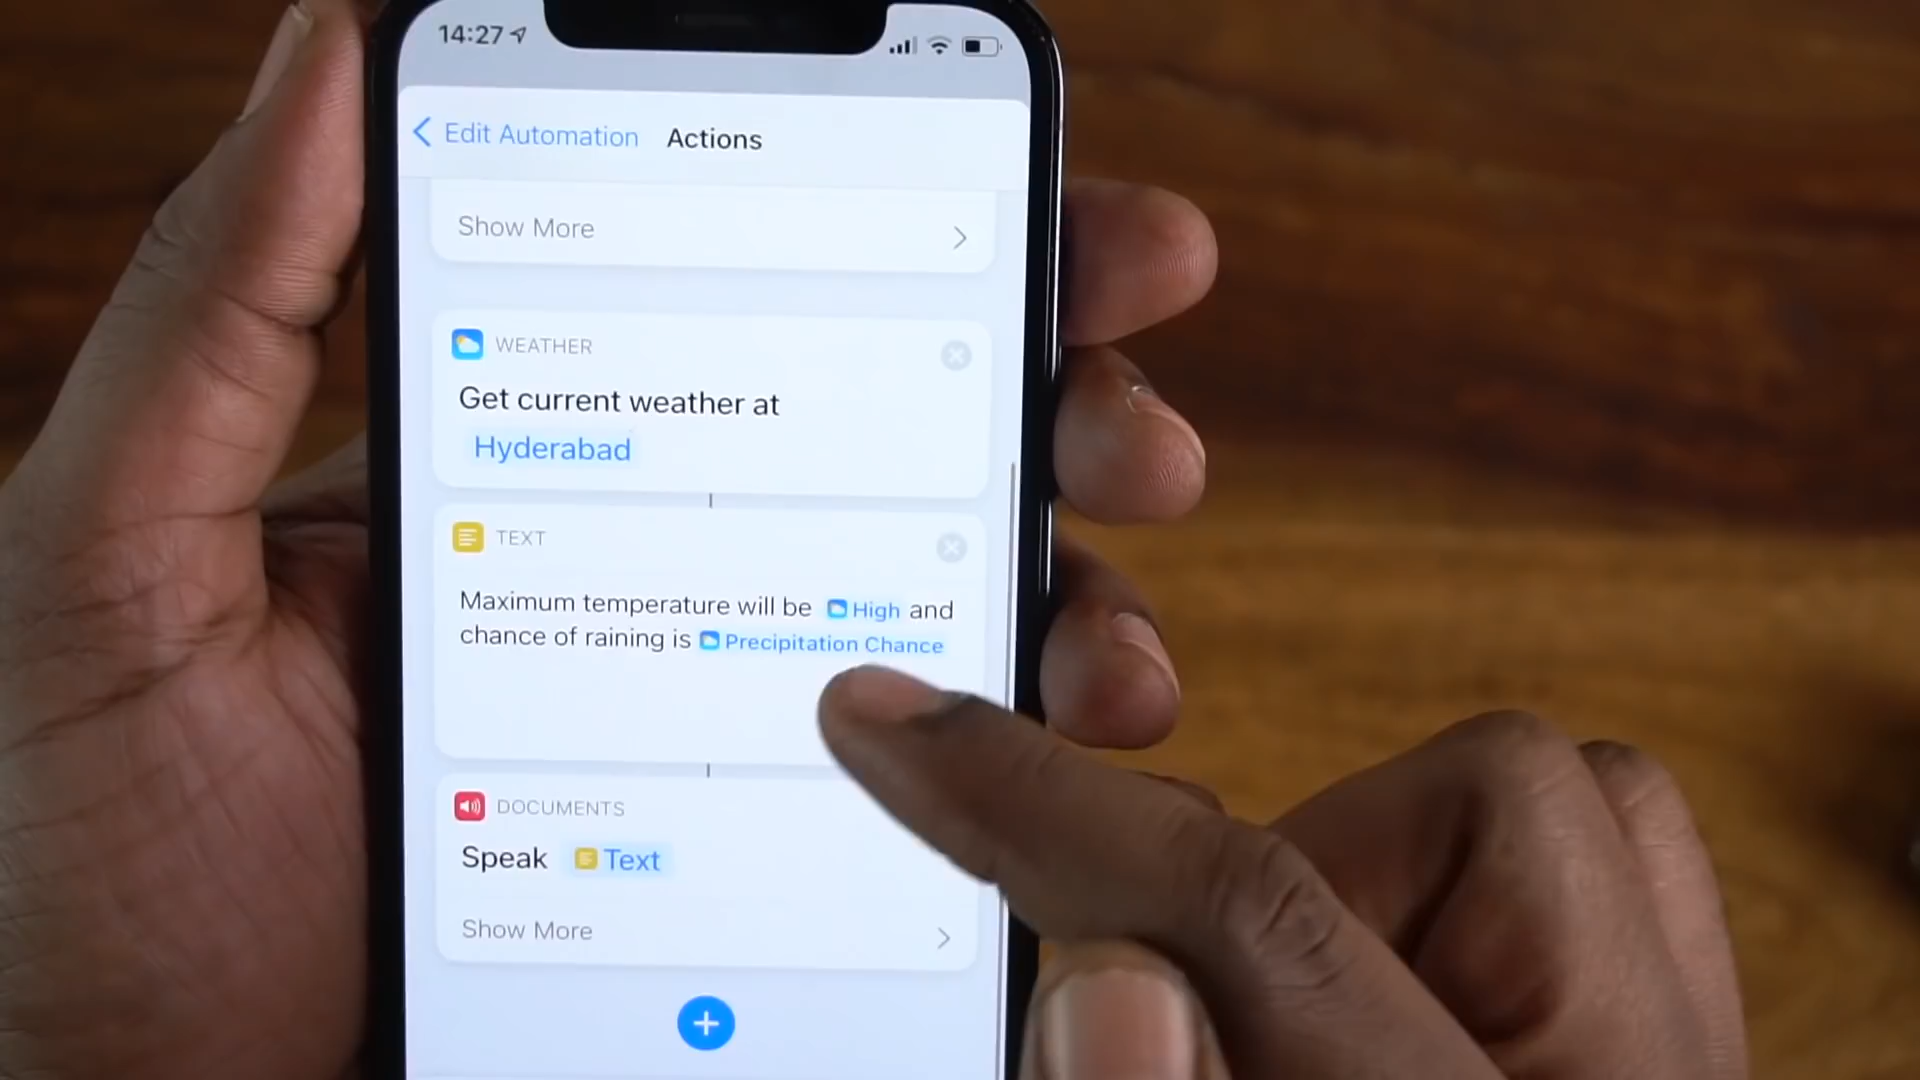 14:27
Edit Automation Actions
Show More
WEATHER
Get current weather at
Hyderabad
TEXT
Maximum temperature will be High and
chance of raining is Precipitation Chance
DOCUMENTS
Speak Text
Show More